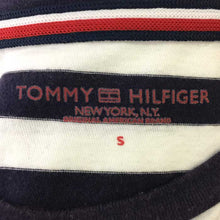 TOMMY HILFIGER
NEW YORK, N.Y.
S